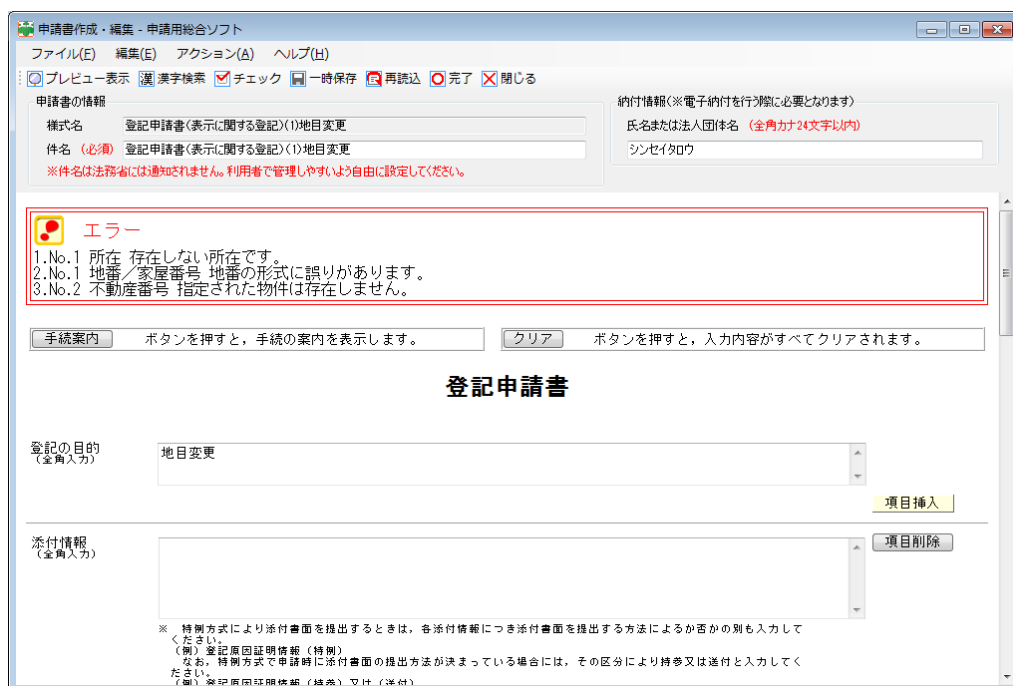 申請書作成・編集 - 申請用総合ソフト
ファイル(F) 編集(E) アクション(A) ヘルプ(H)
プレビュー表示 漢 漢字検索 チェック 一時保存 再読込 完了 閉じる
申請書の情報
様式名 登記申請書(表示に関する登記)(1)地目変更
件名 (必須) 登記申請書(表示に関する登記)(1)地目変更
※件名は法務省には通知されません。利用者で管理しやすいよう自由に設定してください。
納付情報(※電子納付を行う際に必要となります)
氏名または法人団体名 (全角カナ24文字以内)
シンセイタロウ
エラー
1.No.1 所在 存在しない所在です。
2.No.1 地番/家屋番号 地番の形式に誤りがあります。
3.No.2 不動産番号 指定された物件は存在しません。
手続案内 ボタンを押すと,手続の案内を表示します。
クリア ボタンを押すと,入力内容がすべてクリアされます。
登記申請書
登記の目的
(全角入力)
地目変更
項目挿入
添付情報
(全角入力)
項目削除
※ 特例方式により添付書面を提出するときは,各添付情報につき添付書面を提出する方法によるか否かの別も入力して
ください。
(例)登記原因証明情報(特例)
なお,特例方式で申請時に添付書面の提出方法が決まっている場合には,その区分により持参又は送付と入力してく
ださい。
(例)登記原因証明情報(持参)又は(送付)